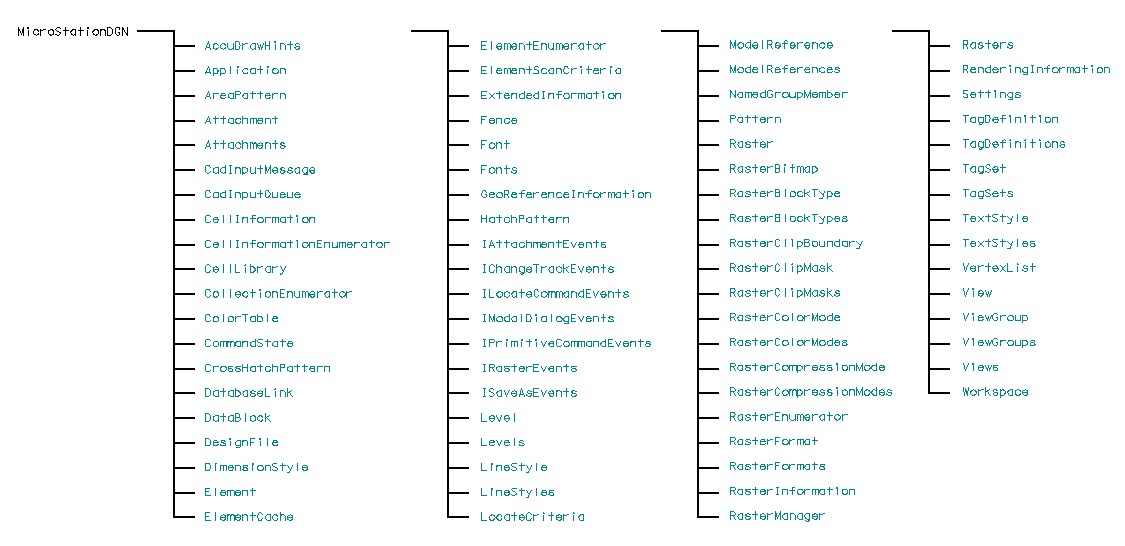 MicroStationDGN
AccuDrawHints
Application
AreaPattern
Attachment
Attachments
CadInputMessage
CadInputQueue
CellInformation
CellInformationEnumerator
CellLibrary
CollectionEnumerator
ColorTable
CommandState
CrossHatchPattern
DatabaseLink
DataBlock
DesignFile
DimensionStyle
Element
ElementCache
ElementEnumerator
ElementScanCriteria
ExtendedInformation
Fence
Font
Fonts
GeoReferenceInformation
HatchPattern
IAttachmentEvents
IChangeTrackEvents
ILocateCommandEvents
IModalDialogEvents
IPrimitiveCommandEvents
IRasterEvents
ISaveAsEvents
Level
Levels
LineStyle
LineStyles
LocateCriteria
ModelReference
ModelReferences
NamedGroupMember
Pattern
Raster
RasterBitmap
RasterBlockType
RasterBlockTypes
RasterClipBoundary
RasterClipMask
RasterClipMasks
RasterColorMode
RasterColorModes
RasterCompressionMode
RasterCompressionModes
RasterEnumerator
RasterFormat
RasterFormats
RasterInformation
RasterManager
Rasters
RenderingInformation
Settings
TagDefinition
TagDefinitions
TagSet
TagSets
TextStyle
TextStyles
VertexList
View
ViewGroup
ViewGroups
Views
Workspace